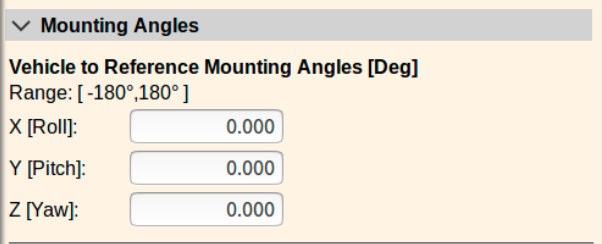 Mounting Angles
Vehicle to Reference Mounting Angles [Deg]
Range: [ -180°,180° ]
X [Roll]: 0.000
Y [Pitch]: 0.000
Z [Yaw]: 0.000